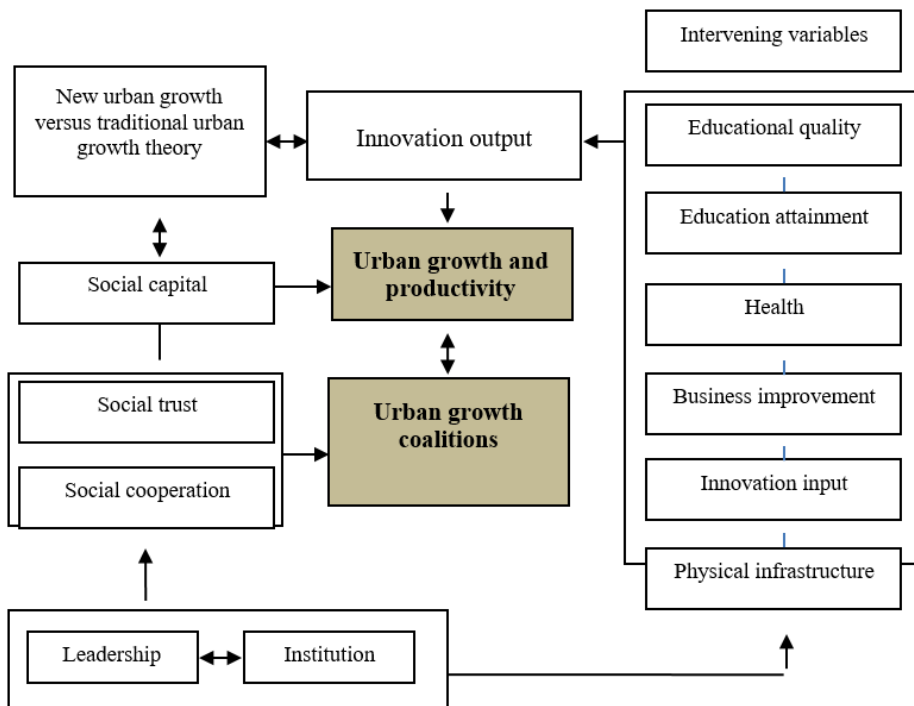 Intervening variables
New urban growth
versus traditional urban
growth theory
Innovation output
Educational quality
Education attainment
Urban growth and
productivity
Social capital
Health
Social trust
Urban growth
coalitions
Business improvement
Social cooperation
Innovation input
Physical infrastructure
Leadership
Institution